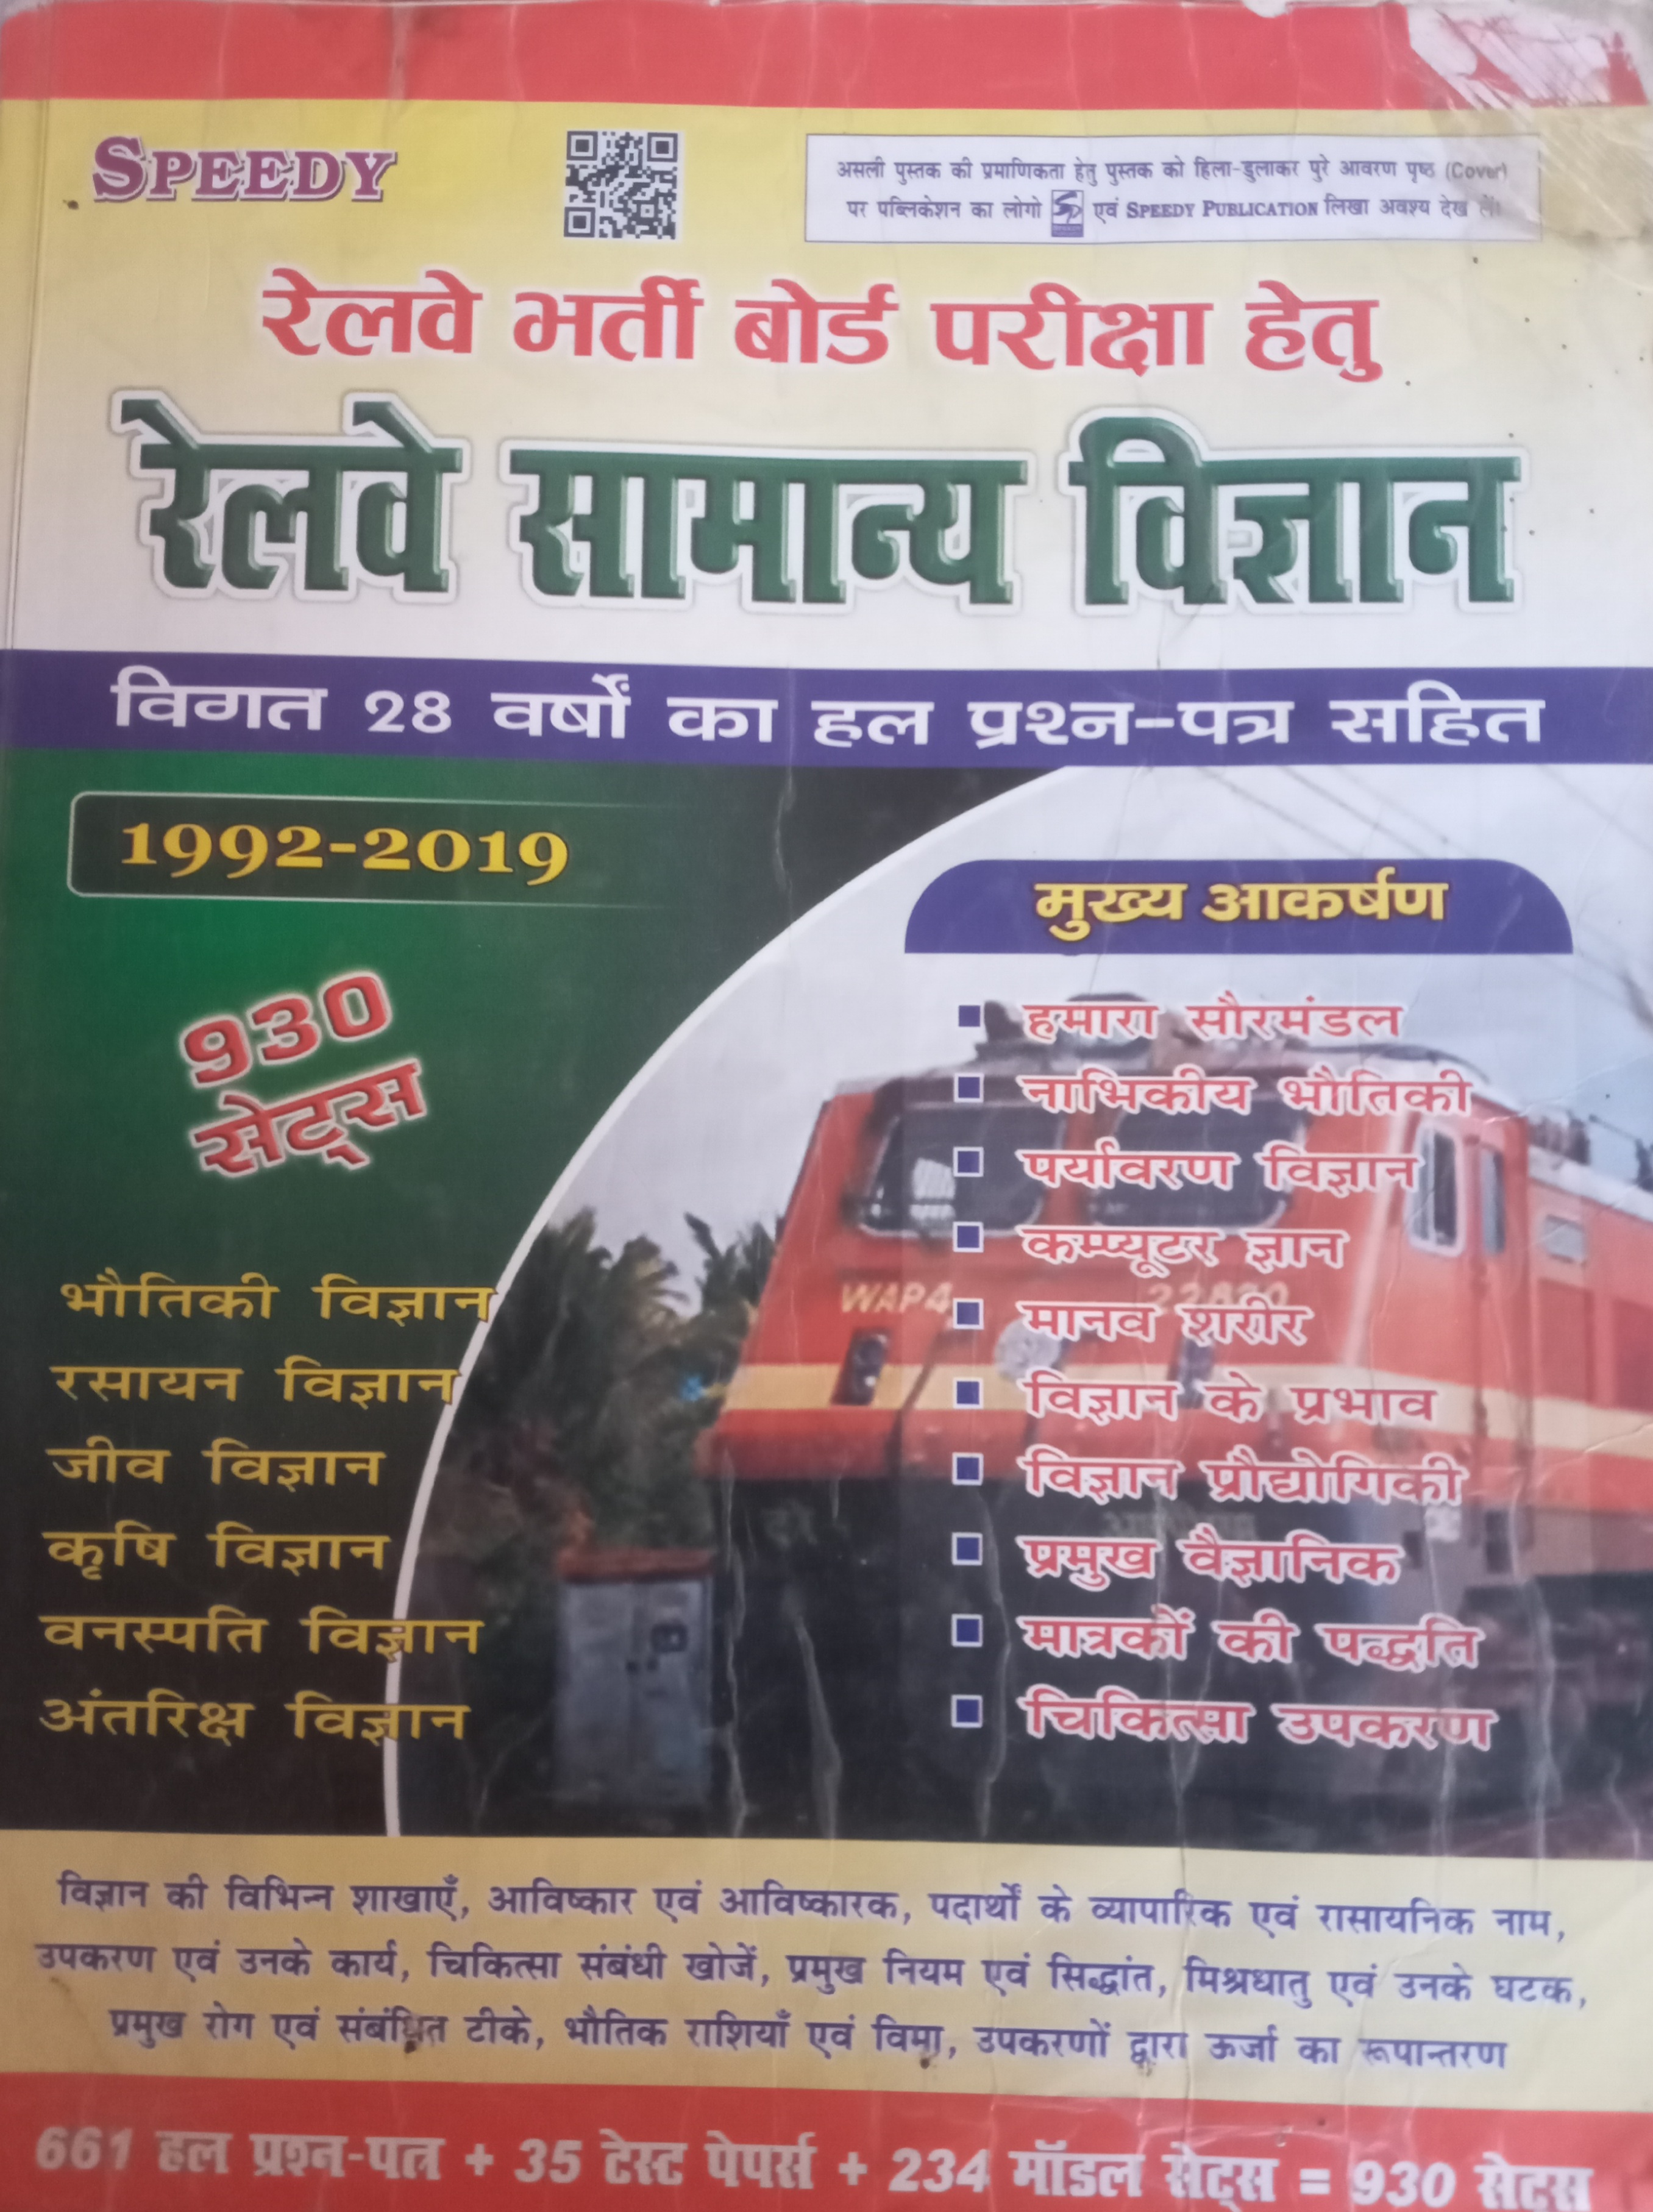 SPEEDY
असली पुस्तक की प्रमाणिकता हेतु पुस्तक को हिला-डुलाकर पुरे आवरण पृष्ठ (Cover)
पर पब्लिकेशन का लोगो एवं SPEEDY PUBLICATION लिखा अवश्य देख लें।
रेलवे भर्ती बोर्ड परीक्षा हेतु
रेलवे सामान्य विज्ञान
विगत 28 वर्षों का हल प्रश्न-पत्र सहित
1992-2019
930
सेट्स
भौतिकी विज्ञान
रसायन विज्ञान
जीव विज्ञान
कृषि विज्ञान
वनस्पति विज्ञान
अंतरिक्ष विज्ञान
मुख्य आकर्षण
हमारा सौरमंडल
नाभिकीय भौतिकी
पर्यावरण विज्ञान
कम्प्यूटर ज्ञान
मानव शरीर
विज्ञान के प्रभाव
विज्ञान प्रौद्योगिकी
प्रमुख वैज्ञानिक
मात्रकों की पद्धति
चिकित्सा उपकरण
WAP4
विज्ञान की विभिन्न शाखाएँ, आविष्कार एवं आविष्कारक, पदार्थों के व्यापारिक एवं रासायनिक नाम,
उपकरण एवं उनके कार्य, चिकित्सा संबंधी खोजें, प्रमुख नियम एवं सिद्धांत, मिश्रधातु एवं उनके घटक,
प्रमुख रोग एवं संबंधित टीके, भौतिक राशियाँ एवं विमा, उपकरणों द्वारा ऊर्जा का रूपान्तरण
661 हल प्रश्न-पत्र + 35 टेस्ट पेपर्स + 234 मॉडल सेट्स = 930 सेट्स